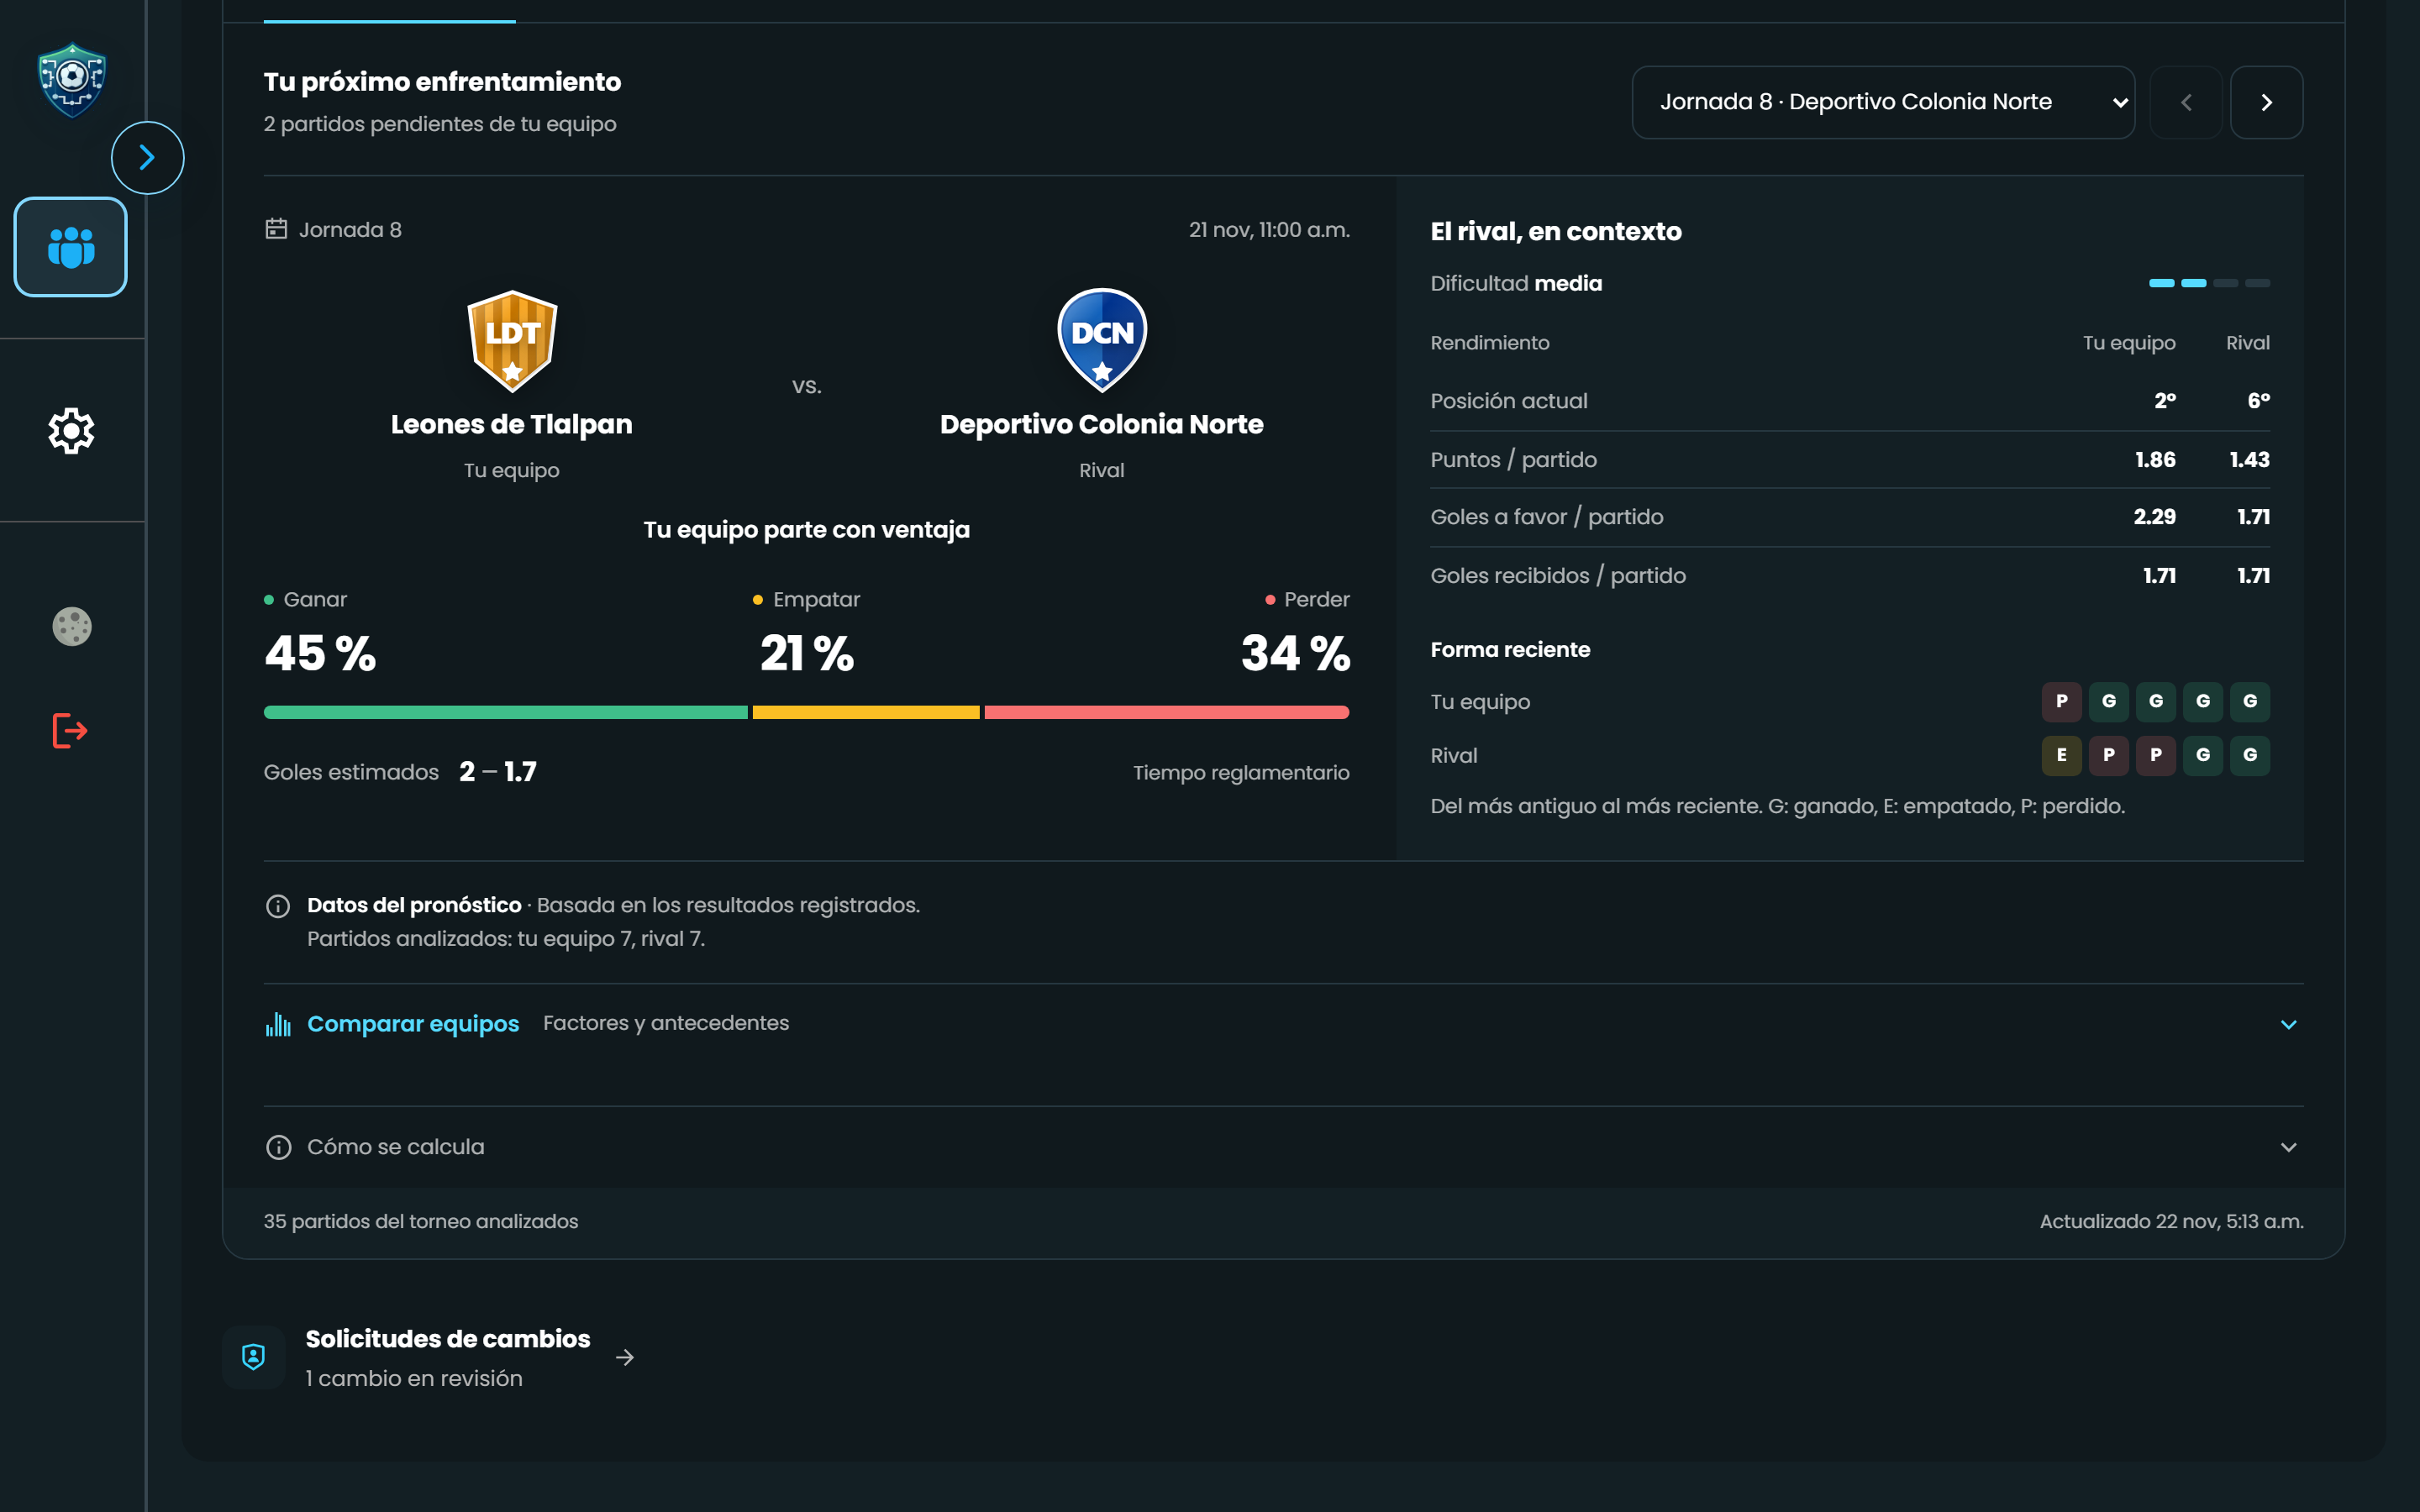 Tu próximo enfrentamiento
2 partidos pendientes de tu equipo
Jornada 8 · Deportivo Colonia Norte
Jornada 8
21 nov, 11:00 a.m.
LDT
DCN
vs.
Leones de Tlalpan
Deportivo Colonia Norte
Tu equipo
Rival
Tu equipo parte con ventaja
Ganar
Empatar
Perder
45 %
21 %
34 %
Goles estimados 2 – 1.7
Tiempo reglamentario
El rival, en contexto
Dificultad media
Rendimiento Tu equipo Rival
Posición actual 2º 6º
Puntos / partido 1.86 1.43
Goles a favor / partido 2.29 1.71
Goles recibidos / partido 1.71 1.71
Forma reciente
Tu equipo P G G G G
Rival E P P G G
Del más antiguo al más reciente. G: ganado, E: empatado, P: perdido.
Datos del pronóstico · Basada en los resultados registrados.
Partidos analizados: tu equipo 7, rival 7.
Comparar equipos Factores y antecedentes
Cómo se calcula
35 partidos del torneo analizados
Actualizado 22 nov, 5:13 a.m.
Solicitudes de cambios
1 cambio en revisión